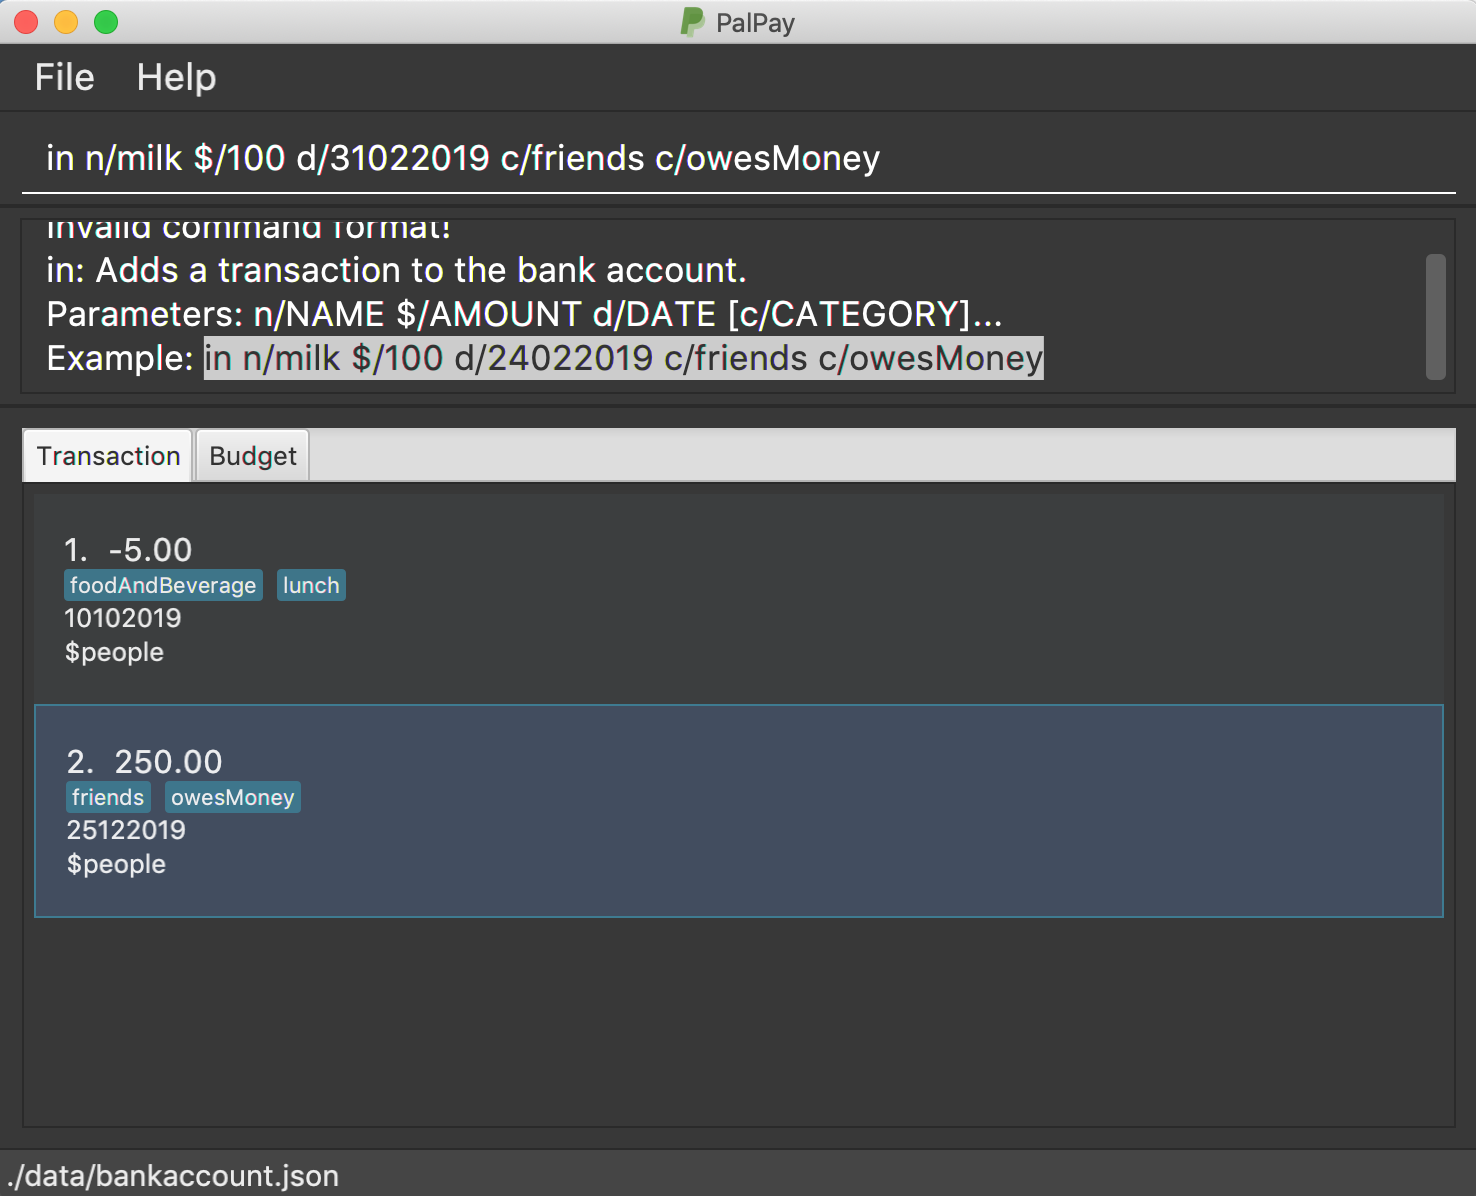 PalPay
File Help
in n/milk $/100 d/31022019 c/friends c/owesMoney
Invalid command format!
in: Adds a transaction to the bank account.
Parameters: n/NAME $/AMOUNT d/DATE [c/CATEGORY]...
Example: in n/milk $/100 d/24022019 c/friends c/owesMoney
Transaction Budget
1. -5.00
foodAndBeverage lunch
10102019
$people
2. 250.00
friends owesMoney
25122019
$people
./data/bankaccount.json